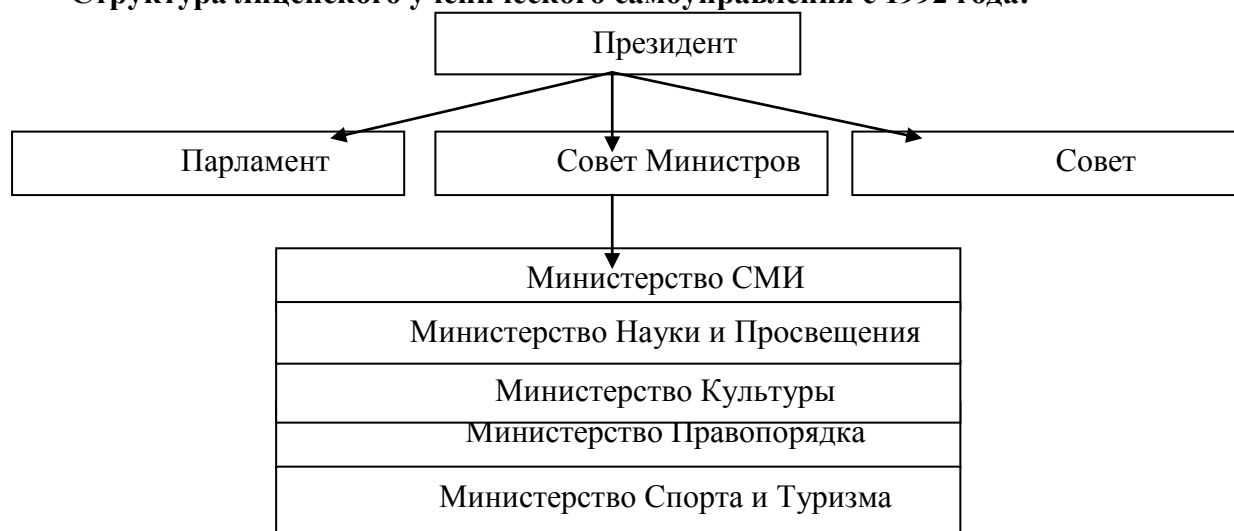 Структура лицейского ученического самоуправления с 1992 года:
Президент
Парламент
Совет Министров
Совет
Министерство СМИ
Министерство Науки и Просвещения
Министерство Культуры
Министерство Правопорядка
Министерство Спорта и Туризма